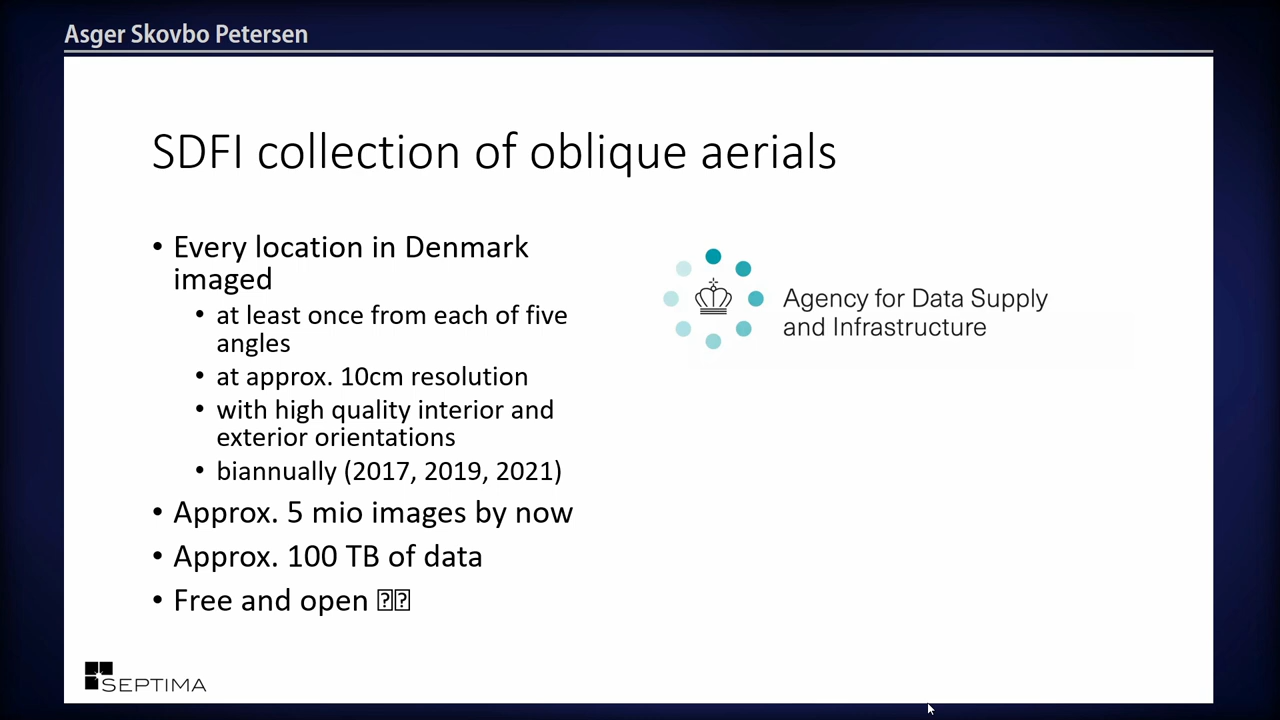 Asger Skovbo Petersen
SDFI collection of oblique aerials
• Every location in Denmark
imaged
• at least once from each of five
angles
• at approx. 10cm resolution
• with high quality interior and
exterior orientations
• biannually (2017, 2019, 2021)
• Approx. 5 mio images by now
• Approx. 100 TB of data
• Free and open ⍰⍰
Agency for Data Supply
and Infrastructure
SEPTIMA